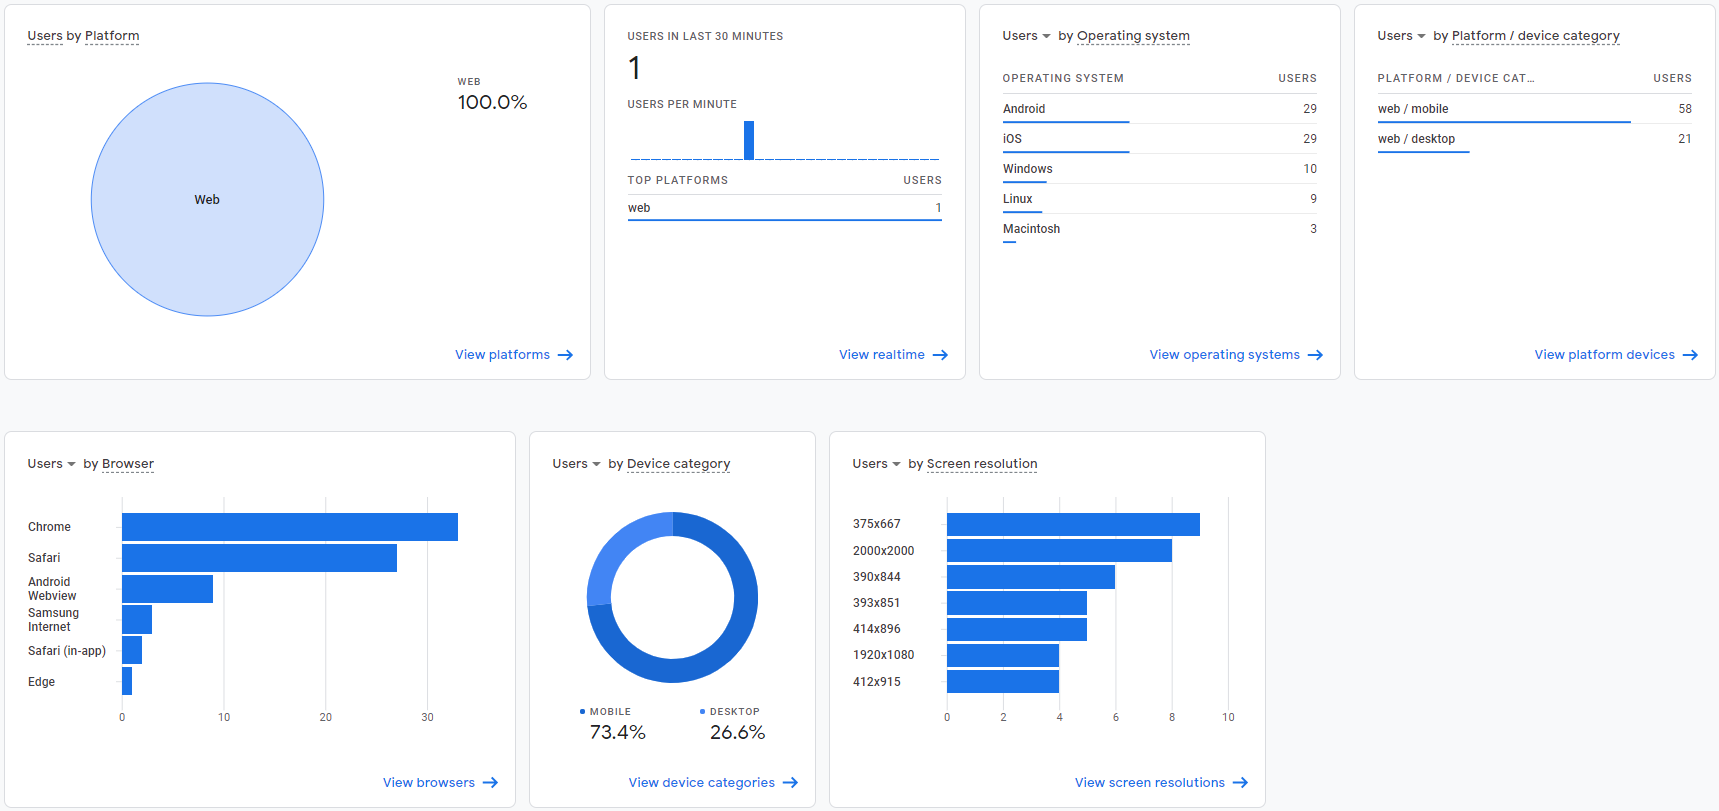 Users by Platform
WEB
100.0%
Web
View platforms
USERS IN LAST 30 MINUTES
1
USERS PER MINUTE
TOP PLATFORMS USERS
web 1
View realtime
Users by Operating system
OPERATING SYSTEM USERS
Android 29
iOS 29
Windows 10
Linux 9
Macintosh 3
View operating systems
Users by Platform / device category
PLATFORM / DEVICE CAT… USERS
web / mobile 58
web / desktop 21
View platform devices
Users by Browser
Chrome
Safari
Android
Webview
Samsung
Internet
Safari (in-app)
Edge
0 10 20 30
View browsers
Users by Device category
MOBILE DESKTOP
73.4% 26.6%
View device categories
Users by Screen resolution
375x667
2000x2000
390x844
393x851
414x896
1920x1080
412x915
0 2 4 6 8 10
View screen resolutions